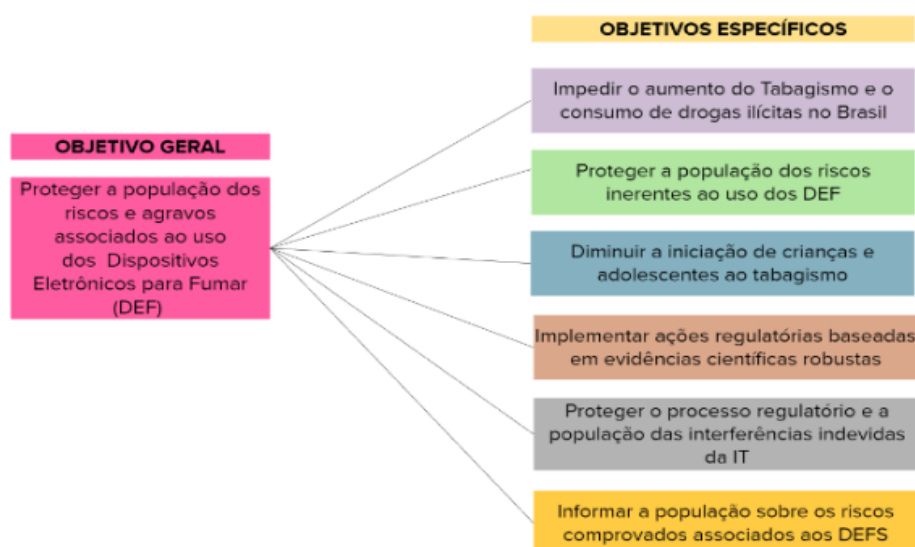 OBJETIVO GERAL
Proteger a população dos
riscos e agravos
associados ao uso
dos Dispositivos
Eletrônicos para Fumar
(DEF)
OBJETIVOS ESPECÍFICOS
Impedir o aumento do Tabagismo e o
consumo de drogas ilícitas no Brasil
Proteger a população dos riscos
inerentes ao uso dos DEF
Diminuir a iniciação de crianças e
adolescentes ao tabagismo
Implementar ações regulatórias baseadas
em evidências científicas robustas
Proteger o processo regulatório e a
população das interferências indevidas
da IT
Informar a população sobre os riscos
comprovados associados aos DEFS